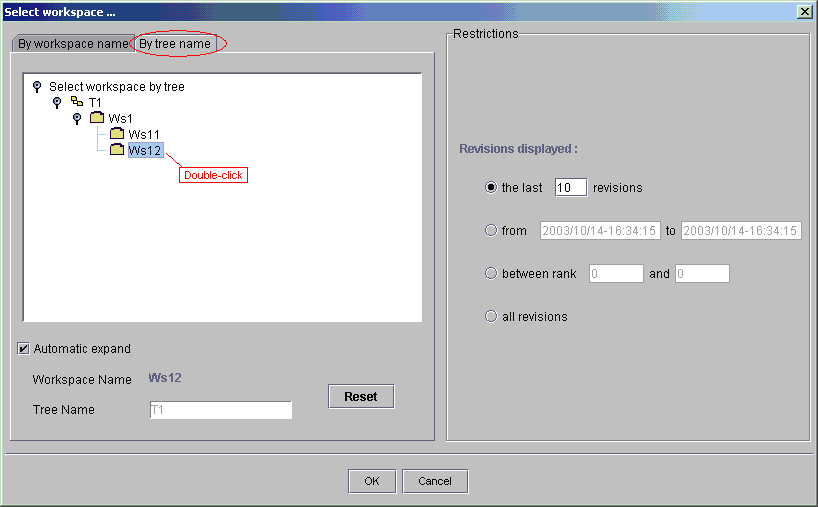 Select workspace ...
By workspace name By tree name
Select workspace by tree
T1
Ws1
Ws11
Ws12
Double-click
Automatic expand
Workspace Name Ws12
Tree Name T1
Reset
Restrictions
Revisions displayed :
the last 10 revisions
from 2003/10/14-16:34:15 to 2003/10/14-16:34:15
between rank 0 and 0
all revisions
OK Cancel